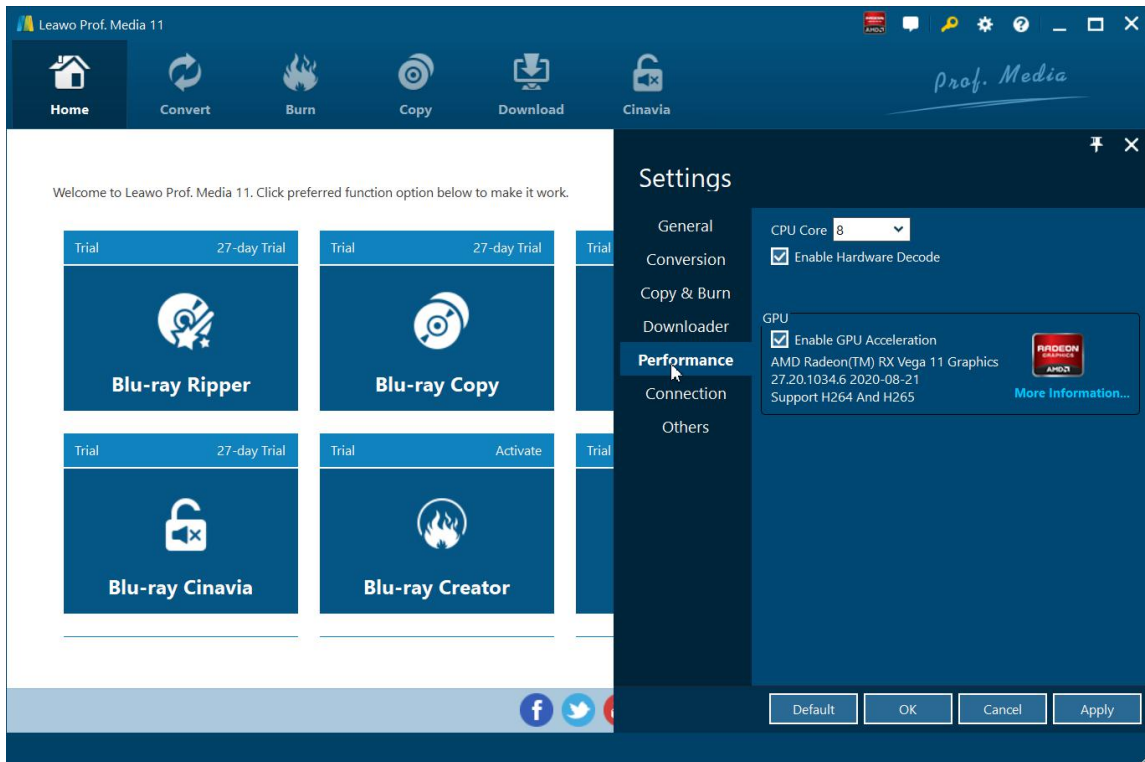 Leawo Prof. Media 11
Home
Convert
Burn
Copy
Download
Cinavia
Prof. Media
Welcome to Leawo Prof. Media 11. Click preferred function option below to make it work.
Trial 27-day Trial
Blu-ray Ripper
Trial 27-day Trial
Blu-ray Copy
Trial
Trial 27-day Trial
Blu-ray Cinavia
Trial Activate
Blu-ray Creator
Trial
Settings
General
Conversion
Copy & Burn
Downloader
Performance
Connection
Others
CPU Core 8
Enable Hardware Decode
GPU
Enable GPU Acceleration
AMD Radeon(TM) RX Vega 11 Graphics
27.20.1034.6 2020-08-21
Support H264 And H265
RADEON
GRAPHICS
AMD
More Information...
Default
OK
Cancel
Apply